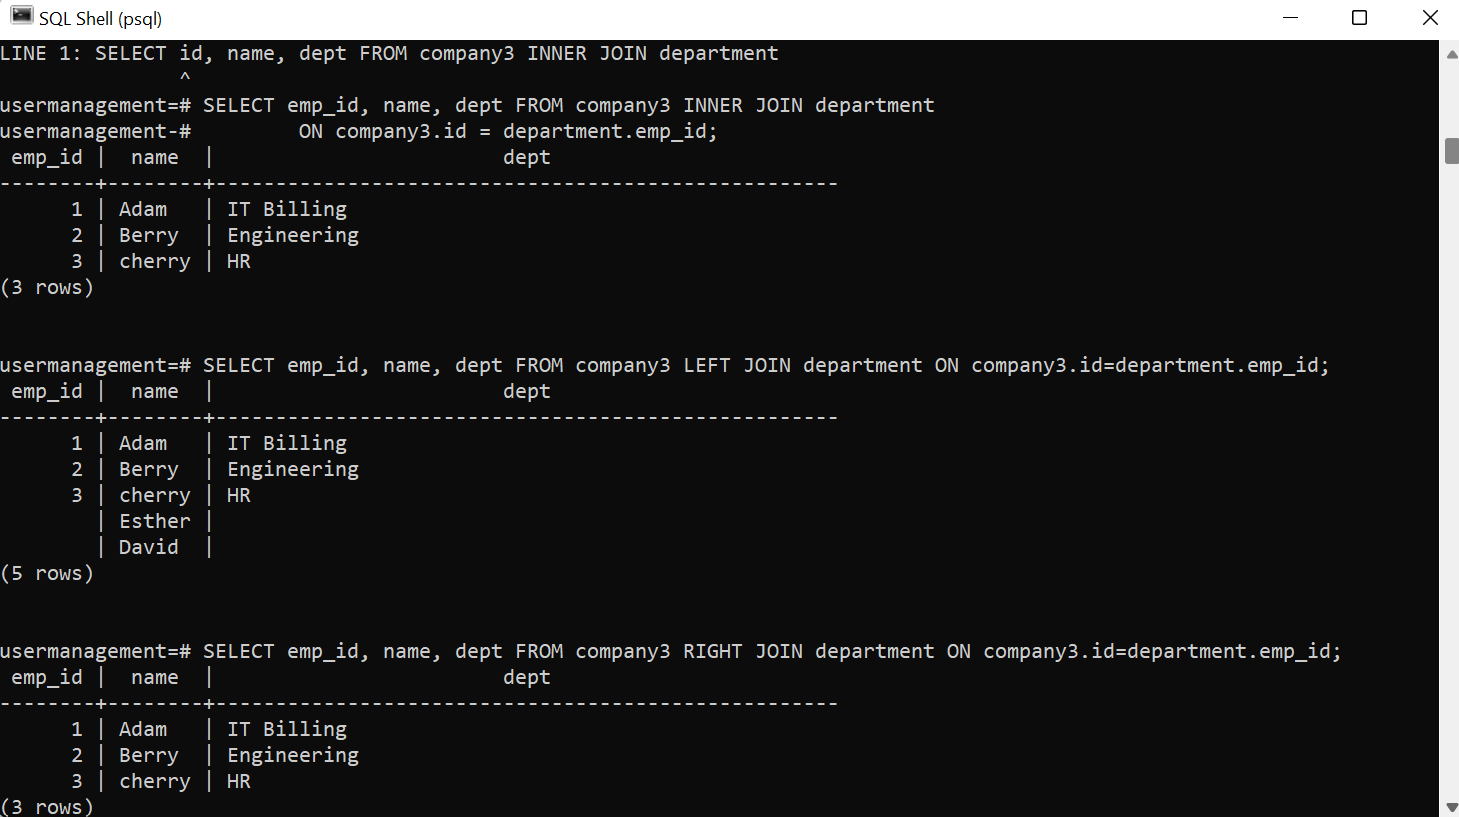 SQL Shell (psql)
LINE 1: SELECT id, name, dept FROM company3 INNER JOIN department
^
usermanagement=# SELECT emp_id, name, dept FROM company3 INNER JOIN department
usermanagement-#         ON company3.id = department.emp_id;
 emp_id |  name  |                        dept
--------+--------+----------------------------------------------------
      1 | Adam   | IT Billing
      2 | Berry  | Engineering
      3 | cherry | HR
(3 rows)
usermanagement=# SELECT emp_id, name, dept FROM company3 LEFT JOIN department ON company3.id=department.emp_id;
 emp_id |  name  |                        dept
--------+--------+----------------------------------------------------
      1 | Adam   | IT Billing
      2 | Berry  | Engineering
      3 | cherry | HR
        | Esther |
        | David  |
(5 rows)
usermanagement=# SELECT emp_id, name, dept FROM company3 RIGHT JOIN department ON company3.id=department.emp_id;
 emp_id |  name  |                        dept
--------+--------+----------------------------------------------------
      1 | Adam   | IT Billing
      2 | Berry  | Engineering
      3 | cherry | HR
(3 rows)